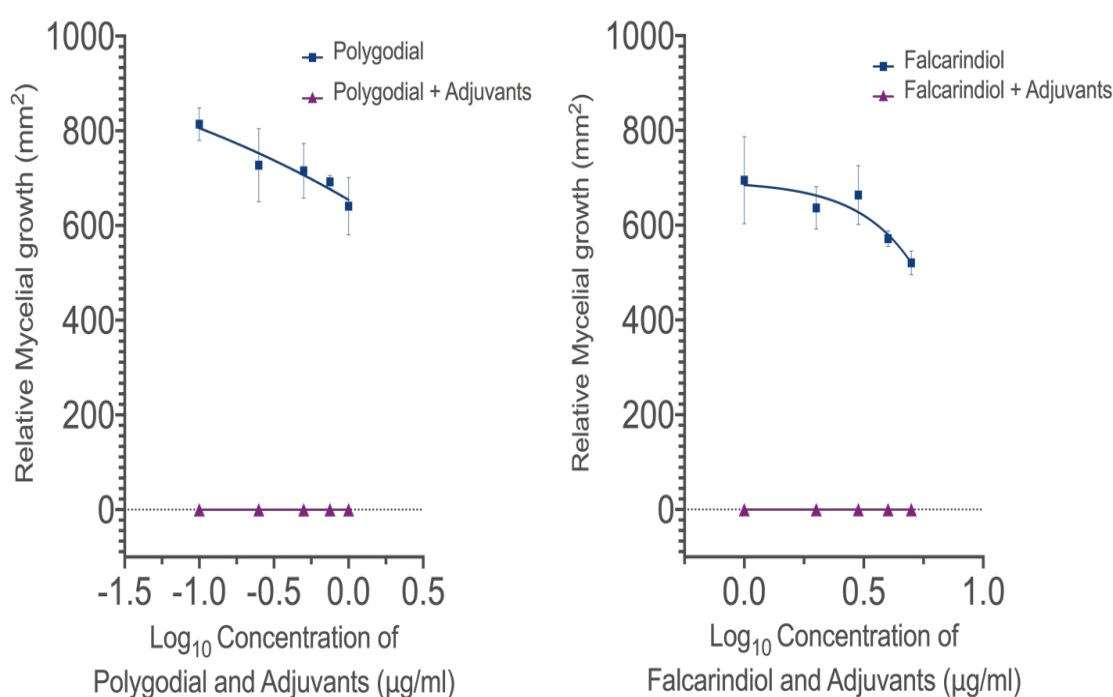 Relative Mycelial growth (mm²)
1000
800
600
400
200
0
Polygodial
Polygodial + Adjuvants
-1.5 -1.0 -0.5 0.0 0.5
Log₁₀ Concentration of
Polygodial and Adjuvants (µg/ml)
Relative Mycelial growth (mm²)
1000
800
600
400
200
0
Falcarindiol
Falcarindiol + Adjuvants
0.0 0.5 1.0
Log₁₀ Concentration of
Falcarindiol and Adjuvants (µg/ml)